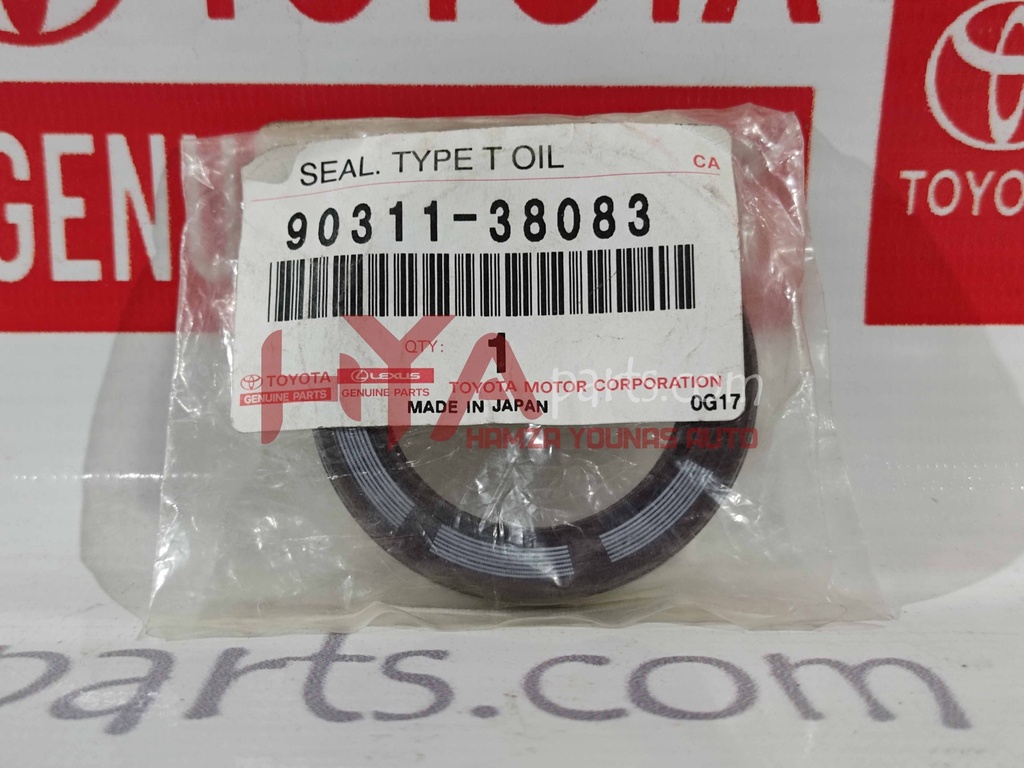 TOYOTA
GENU
TOYO
SEAL. TYPE T OIL
CA
90311-38083
QTY: 1
HYA
parts.com
TOYOTA
GENUINE PARTS
LEXUS
GENUINE PARTS
TOYOTA MOTOR CORPORATION
MADE IN JAPAN
0G17
HAMZA YOUNAS AUTO
parts.com